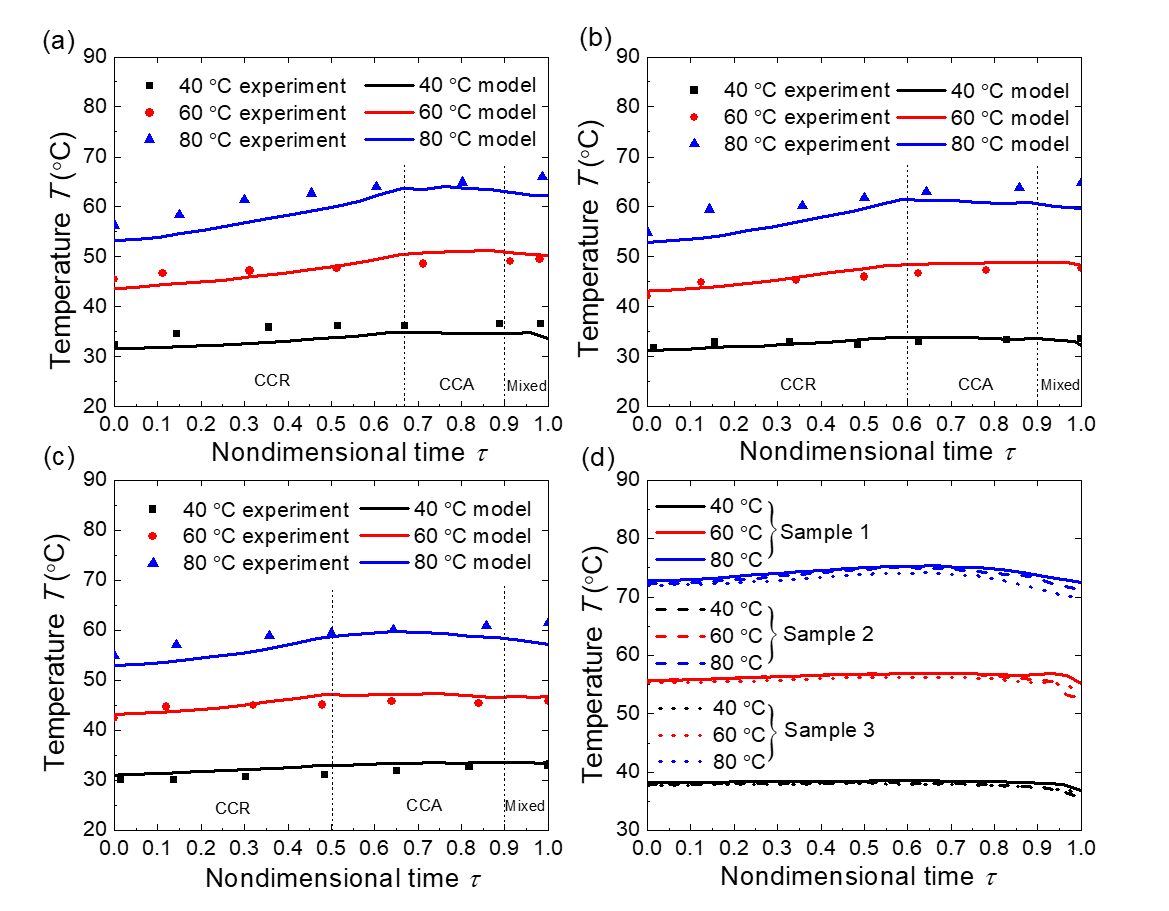 (a)
90
80
70
60
50
40
30
20
Temperature T (°C)
40 °C experiment
60 °C experiment
80 °C experiment
40 °C model
60 °C model
80 °C model
CCR
CCA
Mixed
0.0 0.1 0.2 0.3 0.4 0.5 0.6 0.7 0.8 0.9 1.0
Nondimensional time τ
(b)
90
80
70
60
50
40
30
20
Temperature T (°C)
40 °C experiment
60 °C experiment
80 °C experiment
40 °C model
60 °C model
80 °C model
CCR
CCA
Mixed
0.0 0.1 0.2 0.3 0.4 0.5 0.6 0.7 0.8 0.9 1.0
Nondimensional time τ
(c)
90
80
70
60
50
40
30
20
Temperature T (°C)
40 °C experiment
60 °C experiment
80 °C experiment
40 °C model
60 °C model
80 °C model
CCR
CCA
Mixed
0.0 0.1 0.2 0.3 0.4 0.5 0.6 0.7 0.8 0.9 1.0
Nondimensional time τ
(d)
90
80
70
60
50
40
30
Temperature T (°C)
40 °C
60 °C
80 °C
Sample 1
40 °C
60 °C
80 °C
Sample 2
40 °C
60 °C
80 °C
Sample 3
0.0 0.1 0.2 0.3 0.4 0.5 0.6 0.7 0.8 0.9 1.0
Nondimensional time τ